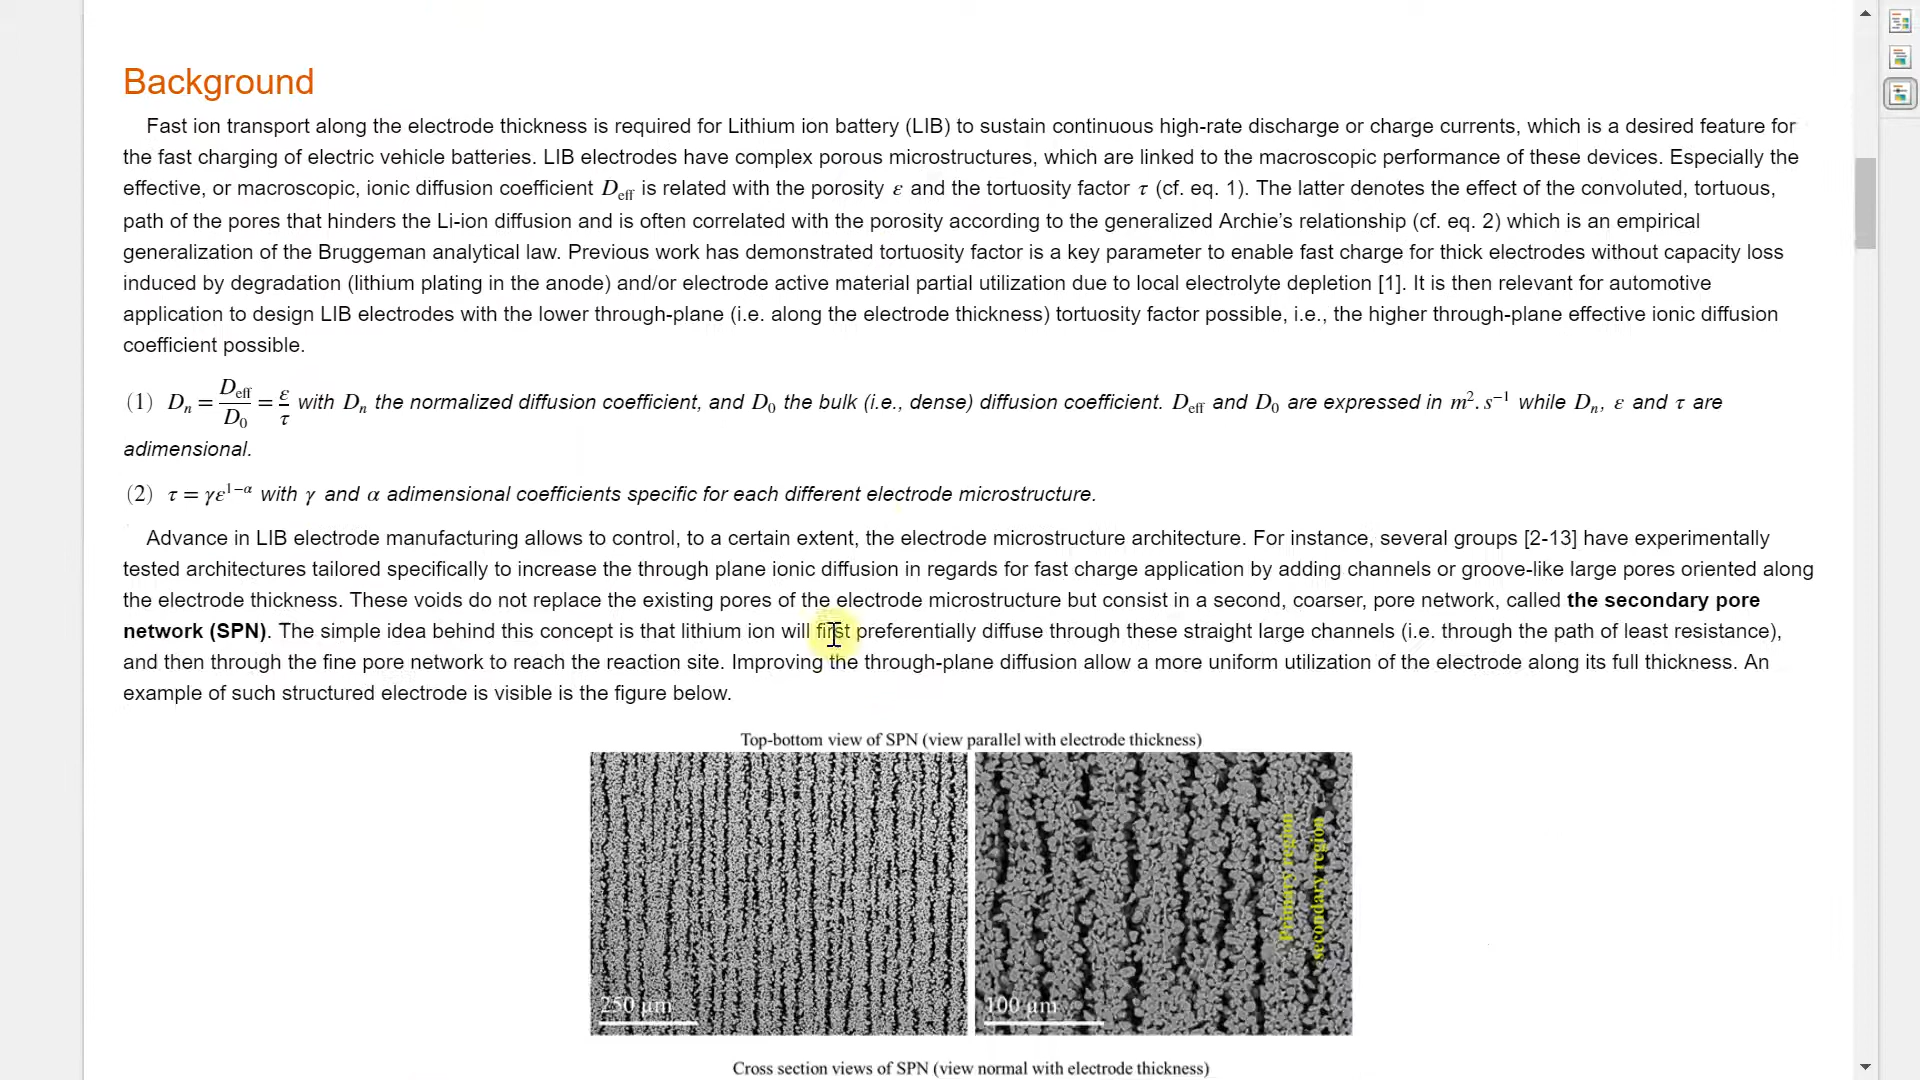 Background
Fast ion transport along the electrode thickness is required for Lithium ion battery (LIB) to sustain continuous high-rate discharge or charge currents, which is a desired feature for
the fast charging of electric vehicle batteries. LIB electrodes have complex porous microstructures, which are linked to the macroscopic performance of these devices. Especially the
effective, or macroscopic, ionic diffusion coefficient D_eff is related with the porosity ε and the tortuosity factor τ (cf. eq. 1). The latter denotes the effect of the convoluted, tortuous,
path of the pores that hinders the Li-ion diffusion and is often correlated with the porosity according to the generalized Archie's relationship (cf. eq. 2) which is an empirical
generalization of the Bruggeman analytical law. Previous work has demonstrated tortuosity factor is a key parameter to enable fast charge for thick electrodes without capacity loss
induced by degradation (lithium plating in the anode) and/or electrode active material partial utilization due to local electrolyte depletion [1]. It is then relevant for automotive
application to design LIB electrodes with the lower through-plane (i.e. along the electrode thickness) tortuosity factor possible, i.e., the higher through-plane effective ionic diffusion
coefficient possible.
(1) D_n = D_eff/D_0 = ε/τ with D_n the normalized diffusion coefficient, and D_0 the bulk (i.e., dense) diffusion coefficient. D_eff and D_0 are expressed in m².s⁻¹ while D_n, ε and τ are
adimensional.
(2) τ = γε^(1−α) with γ and α adimensional coefficients specific for each different electrode microstructure.
Advance in LIB electrode manufacturing allows to control, to a certain extent, the electrode microstructure architecture. For instance, several groups [2-13] have experimentally
tested architectures tailored specifically to increase the through plane ionic diffusion in regards for fast charge application by adding channels or groove-like large pores oriented along
the electrode thickness. These voids do not replace the existing pores of the electrode microstructure but consist in a second, coarser, pore network, called the secondary pore
network (SPN). The simple idea behind this concept is that lithium ion will first preferentially diffuse through these straight large channels (i.e. through the path of least resistance),
and then through the fine pore network to reach the reaction site. Improving the through-plane diffusion allow a more uniform utilization of the electrode along its full thickness. An
example of such structured electrode is visible is the figure below.
Top-bottom view of SPN (view parallel with electrode thickness)
Primary region
secondary region
250 μm
100 μm
Cross section views of SPN (view normal with electrode thickness)